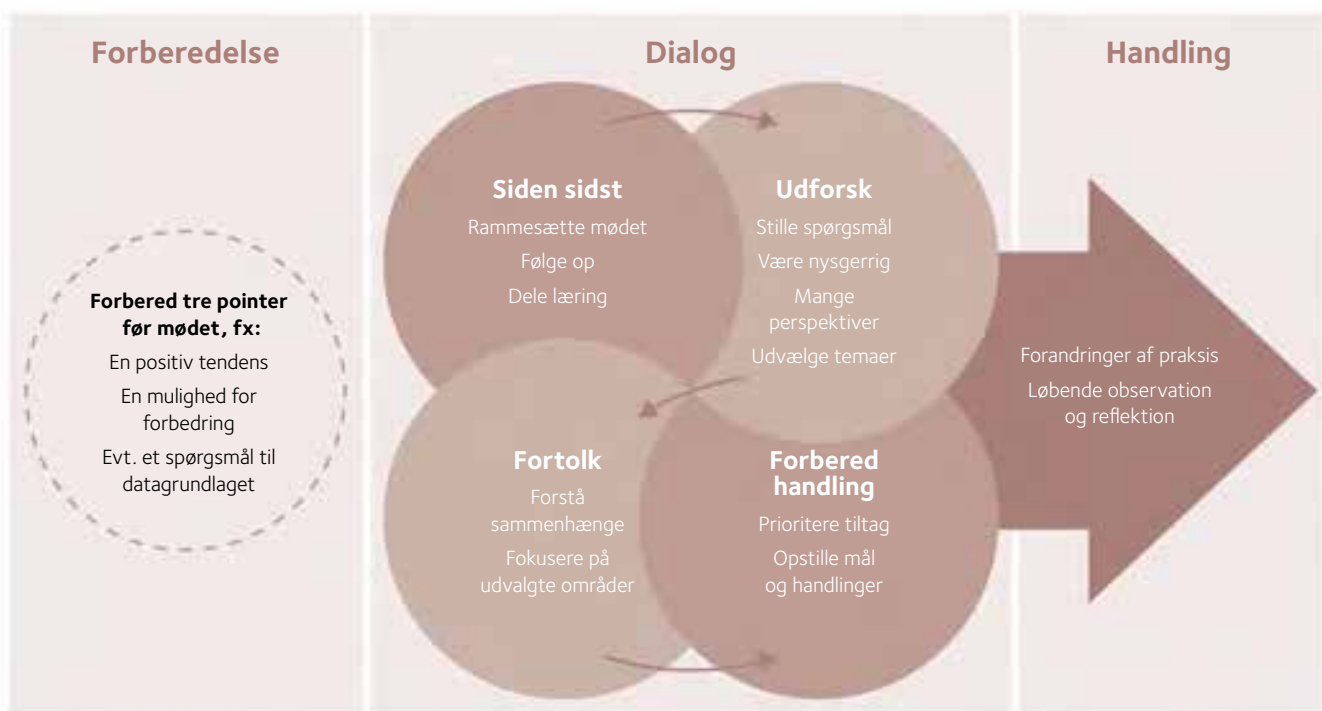 Forberedelse
Forbered tre pointer
før mødet, fx:
En positiv tendens
En mulighed for
forbedring
Evt. et spørgsmål til
datagrundlaget
Dialog
Siden sidst
Rammesætte mødet
Følge op
Dele læring
Udforsk
Stille spørgsmål
Være nysgerrig
Mange
perspektiver
Udvælge temaer
Fortolk
Forstå
sammenhænge
Fokusere på
udvalgte områder
Forbered
handling
Prioritere tiltag
Opstille mål
og handlinger
Handling
Forandringer af praksis
Løbende observation
og reflektion